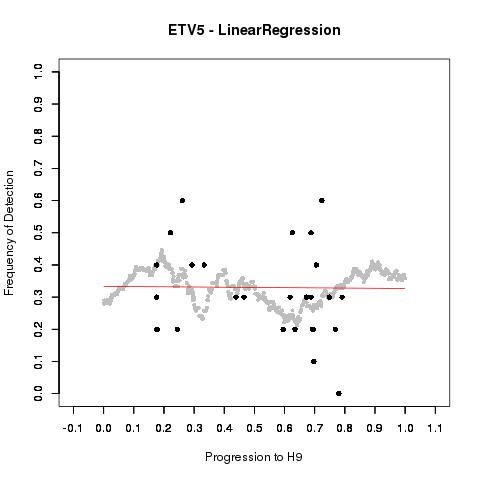 ETV5 - LinearRegression
Frequency of Detection
1.0
0.9
0.8
0.7
0.6
0.5
0.4
0.3
0.2
0.1
0.0
-0.1 0.0 0.1 0.2 0.3 0.4 0.5 0.6 0.7 0.8 0.9 1.0 1.1
Progression to H9